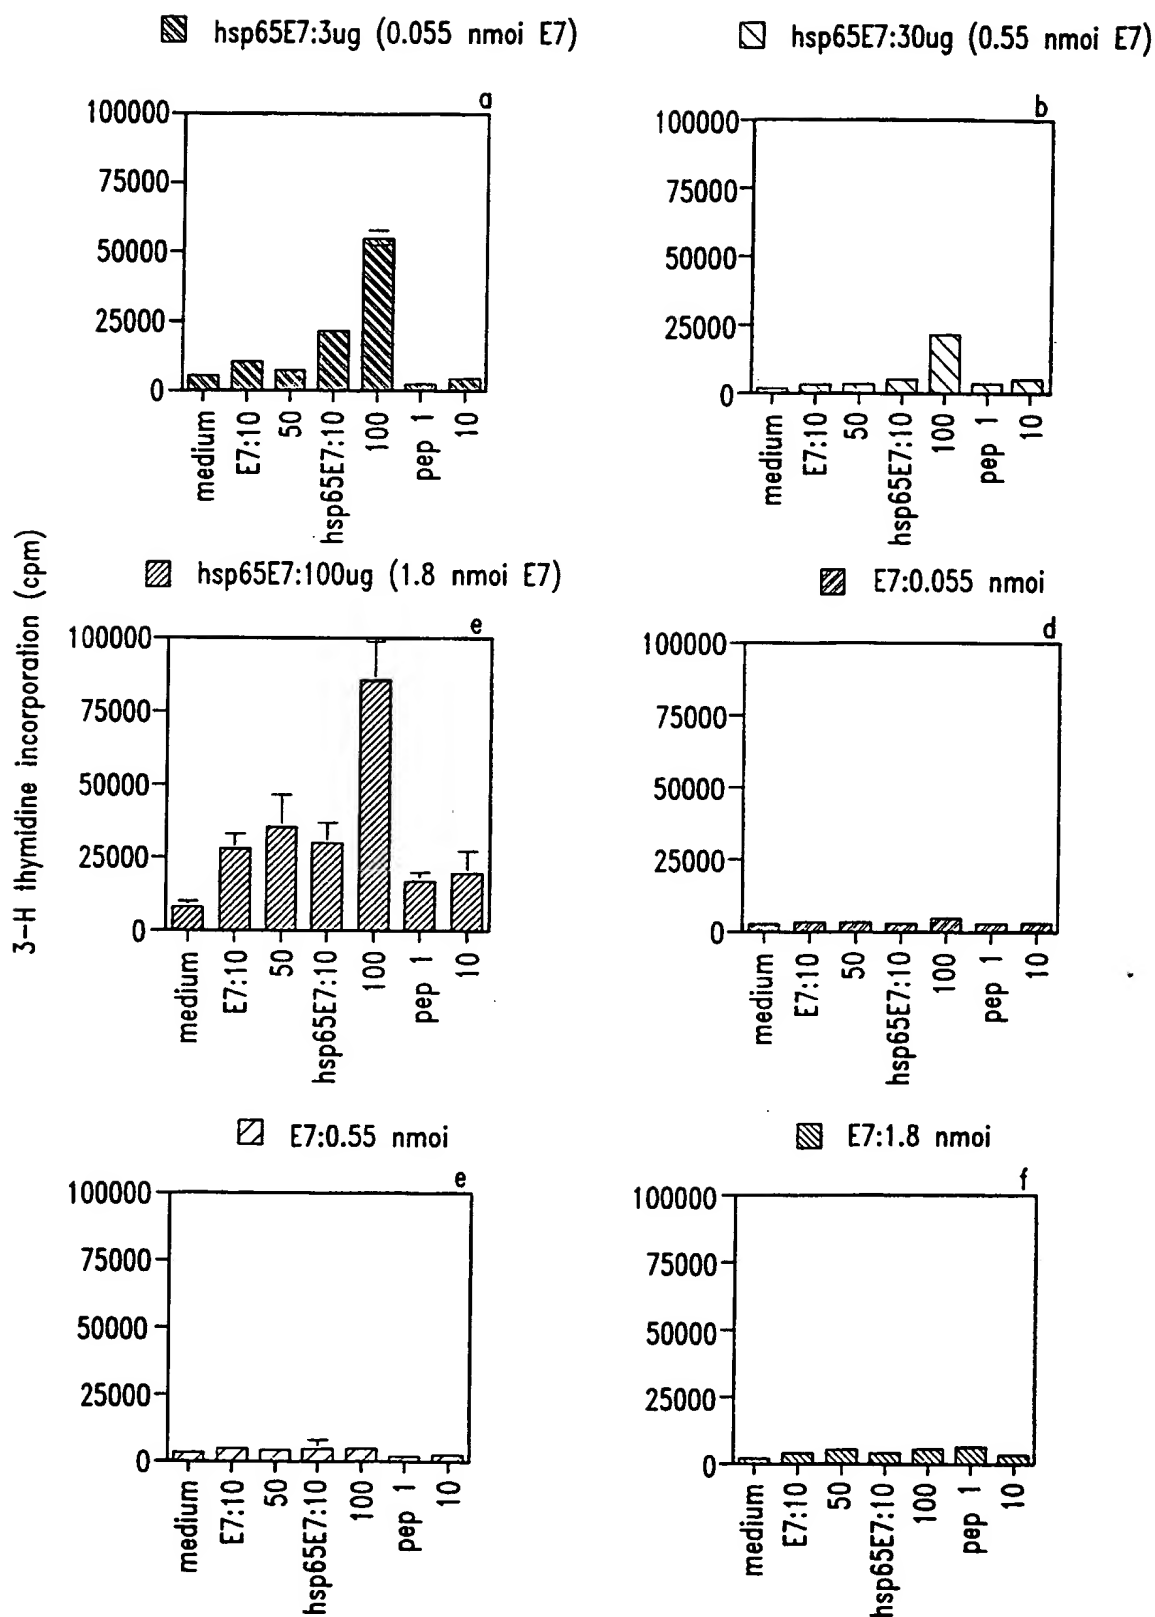 hsp65E7:3ug (0.055 nmoi E7)
a
100000
75000
50000
25000
0
medium
E7:10
50
hsp65E7:10
100
pep 1
10
hsp65E7:30ug (0.55 nmoi E7)
b
100000
75000
50000
25000
0
medium
E7:10
50
hsp65E7:10
100
pep 1
10
3-H thymidine incorporation (cpm)
hsp65E7:100ug (1.8 nmoi E7)
e
100000
75000
50000
25000
0
medium
E7:10
50
hsp65E7:10
100
pep 1
10
E7:0.055 nmoi
d
100000
75000
50000
25000
0
medium
E7:10
50
hsp65E7:10
100
pep 1
10
E7:0.55 nmoi
e
100000
75000
50000
25000
0
medium
E7:10
50
hsp65E7:10
100
pep 1
10
E7:1.8 nmoi
f
100000
75000
50000
25000
0
medium
E7:10
50
hsp65E7:10
100
pep 1
10